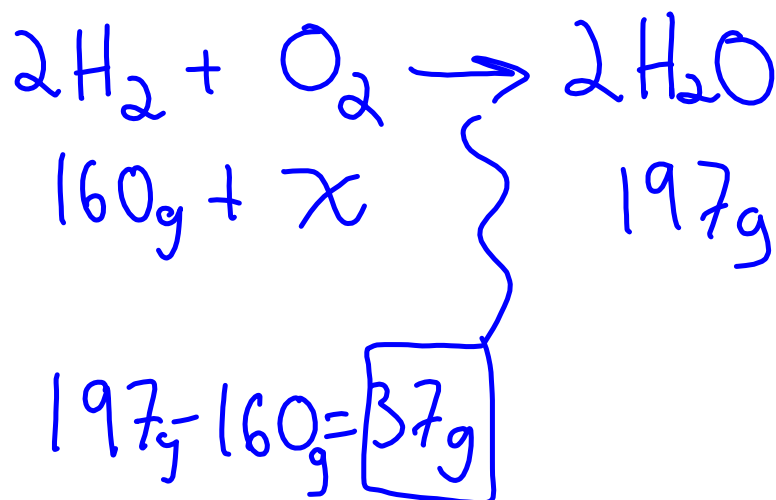 2H₂ + O₂ → 2H₂O
160g + x 197g
197g - 160g = 37g